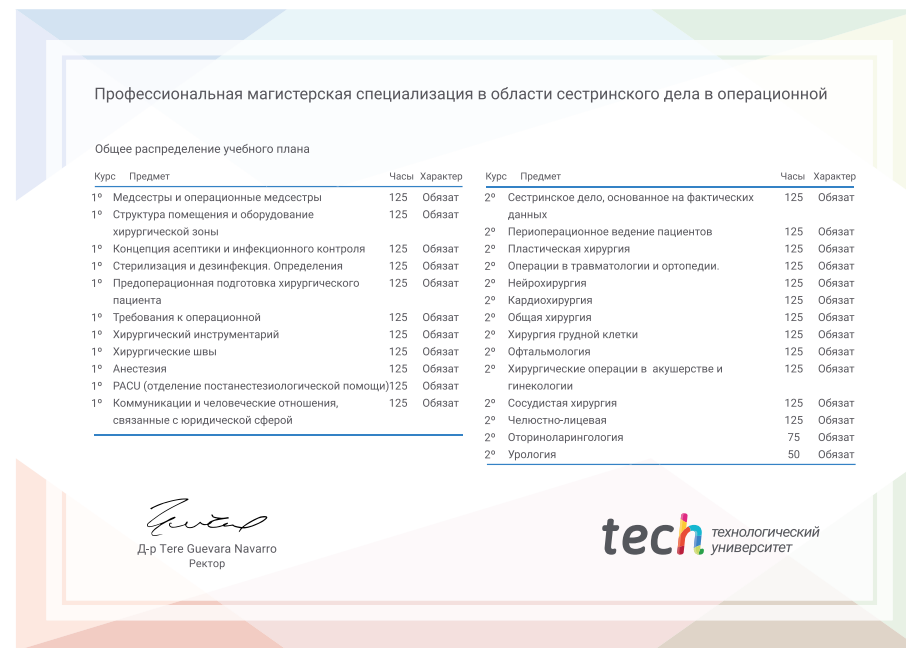 Профессиональная магистерская специализация в области сестринского дела в операционной
Общее распределение учебного плана
Курс Предмет Часы Характер
1º Медсестры и операционные медсестры 125 Обязат
1º Структура помещения и оборудование 125 Обязат
хирургической зоны
1º Концепция асептики и инфекционного контроля 125 Обязат
1º Стерилизация и дезинфекция. Определения 125 Обязат
1º Предоперационная подготовка хирургического 125 Обязат
пациента
1º Требования к операционной 125 Обязат
1º Хирургический инструментарий 125 Обязат
1º Хирургические швы 125 Обязат
1º Анестезия 125 Обязат
1º PACU (отделение постанестезиологической помощи) 125 Обязат
1º Коммуникации и человеческие отношения, 125 Обязат
связанные с юридической сферой
Курс Предмет Часы Характер
2º Сестринское дело, основанное на фактических 125 Обязат
данных
2º Периоперационное ведение пациентов 125 Обязат
2º Пластическая хирургия 125 Обязат
2º Операции в травматологии и ортопедии. 125 Обязат
2º Нейрохирургия 125 Обязат
2º Кардиохирургия 125 Обязат
2º Общая хирургия 125 Обязат
2º Хирургия грудной клетки 125 Обязат
2º Офтальмология 125 Обязат
2º Хирургические операции в акушерстве и 125 Обязат
гинекологии
2º Сосудистая хирургия 125 Обязат
2º Челюстно-лицевая 125 Обязат
2º Оториноларингология 75 Обязат
2º Урология 50 Обязат
Д-р Tere Guevara Navarro
Ректор
tech технологический
университет